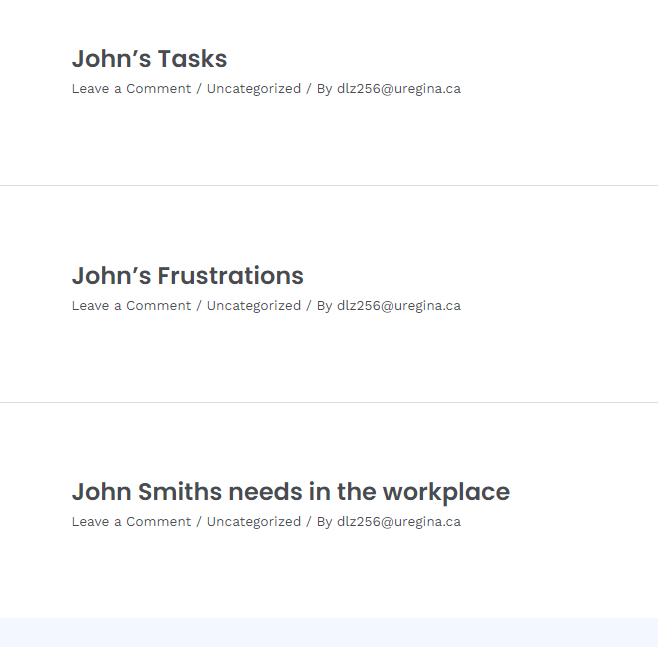 John’s Tasks
Leave a Comment / Uncategorized / By dlz256@uregina.ca
John’s Frustrations
Leave a Comment / Uncategorized / By dlz256@uregina.ca
John Smiths needs in the workplace
Leave a Comment / Uncategorized / By dlz256@uregina.ca